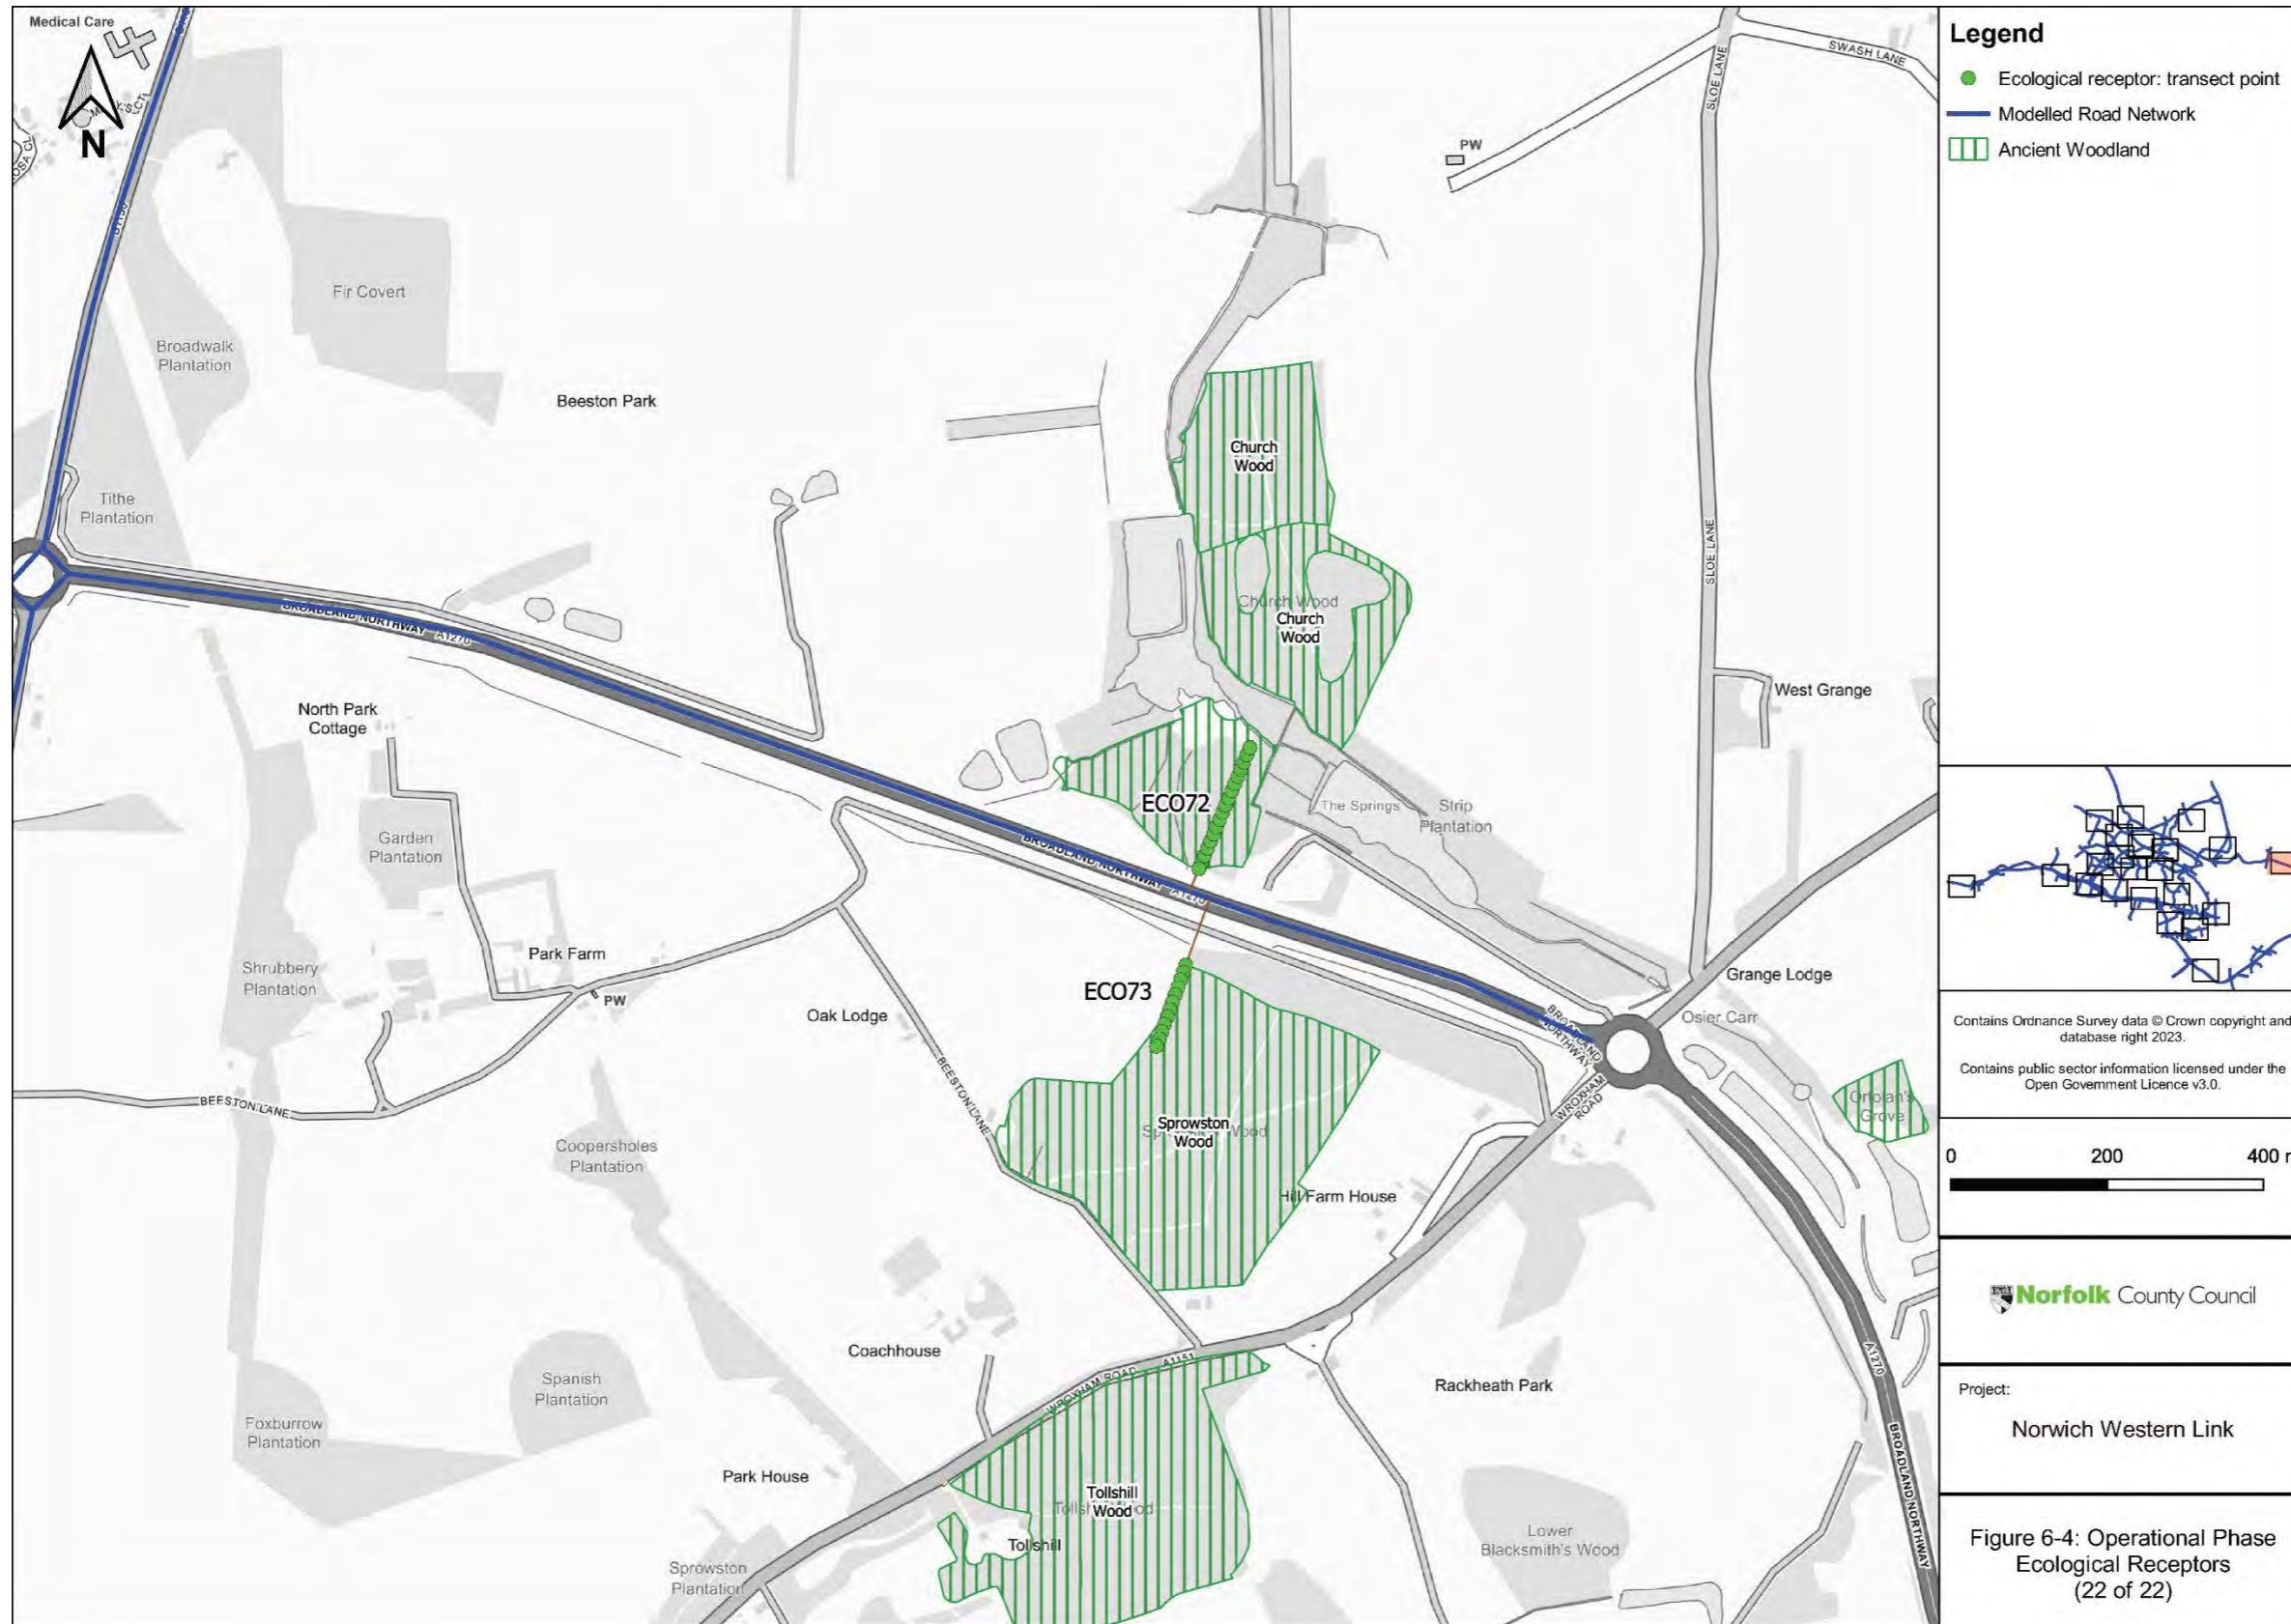 Medical Care
N
Fir Covert
Broadwalk
Plantation
Beeston Park
Tithe
Plantation
BROADLAND NORTHWAY A1270
North Park
Cottage
Garden
Plantation
Park Farm
PW
Shrubbery
Plantation
BEESTON LANE
Oak Lodge
BEESTON LANE
Coopersholes
Plantation
Coachhouse
Spanish
Plantation
Foxburrow
Plantation
Park House
Sprowston
Plantation
PW
SLOE LANE
SWASH LANE
Church
Wood
Church Wood
Church
Wood
SLOE LANE
West Grange
ECO72
The Springs
Strip
Plantation
BROADLAND NORTHWAY A1270
ECO73
Grange Lodge
Osier Carr
BROADLAND
NORTHWAY
WROXHAM
ROAD
Ortolan's
Grove
Sprowston
Wood
Hill Farm House
WROXHAM ROAD A1151
Rackheath Park
A1270
BROADLAND NORTHWAY
Tollshill
Wood
Tollshill
Lower
Blacksmith's Wood
Legend
Ecological receptor: transect point
Modelled Road Network
Ancient Woodland
Contains Ordnance Survey data © Crown copyright and
database right 2023.
Contains public sector information licensed under the
Open Government Licence v3.0.
0 200 400
Norfolk County Council
Project:
Norwich Western Link
Figure 6-4: Operational Phase
Ecological Receptors
(22 of 22)